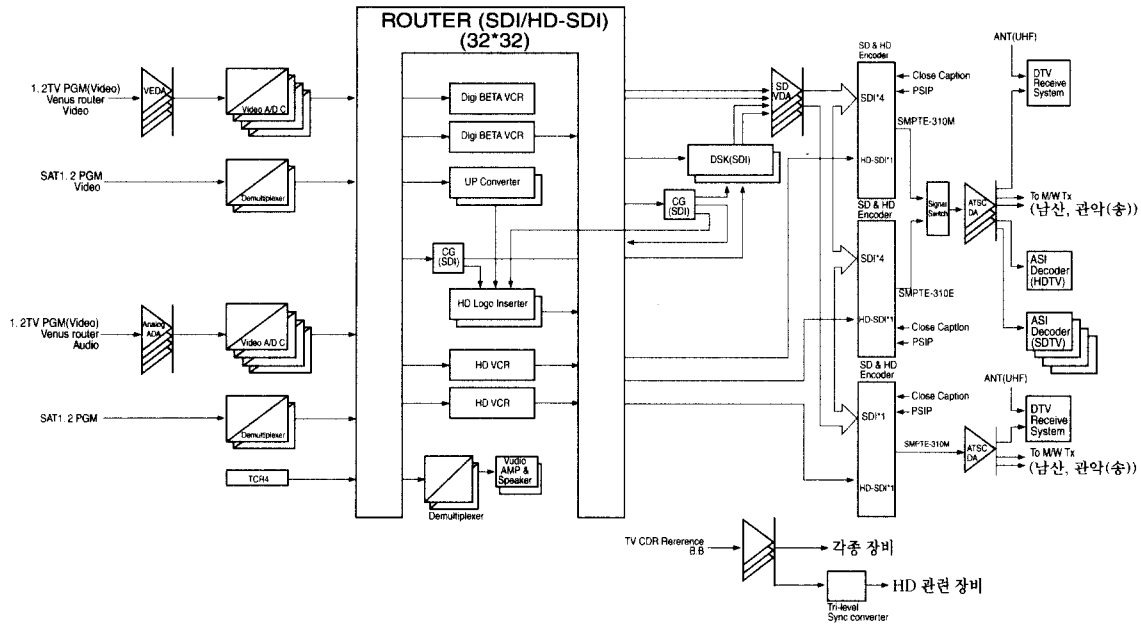 ROUTER (SDI/HD-SDI)
(32*32)
1. 2TV PGM(Video)
Venus router
Video
VEDA
Video A/D C
SAT1. 2 PGM
Video
Demultiplexer
1. 2TV PGM(Video)
Venus router
Audio
Analog
ADA
Video A/D C
SAT1. 2 PGM
Demultiplexer
TCR4
Digi BETA VCR
Digi BETA VCR
UP Converter
CG
(SDI)
HD Logo Inserter
HD VCR
HD VCR
Demultiplexer
Vudio
AMP &
Speaker
SD
VDA
DSK(SDI)
CG
(SDI)
SD & HD
Encoder
SDI*4
HD-SDI*1
Close Caption
PSIP
SMPTE-310M
SD & HD
Encoder
SDI*4
HD-SDI*1
SMPTE-310E
Close Caption
PSIP
SD & HD
Encoder
SDI*1
HD-SDI*1
Close Caption
PSIP
SMPTE-310M
Signal
Switch
ATSC
DA
ANT(UHF)
DTV
Receive
System
To M/W Tx
(남산, 관악(송))
ASI
Decoder
(HDTV)
ASI
Decoder
(SDTV)
ANT(UHF)
ATSC
DA
DTV
Receive
System
To M/W Tx
(남산, 관악(송))
TV CDR Rererence
B.B
각종 장비
HD 관련 장비
Tri-level
Sync converter